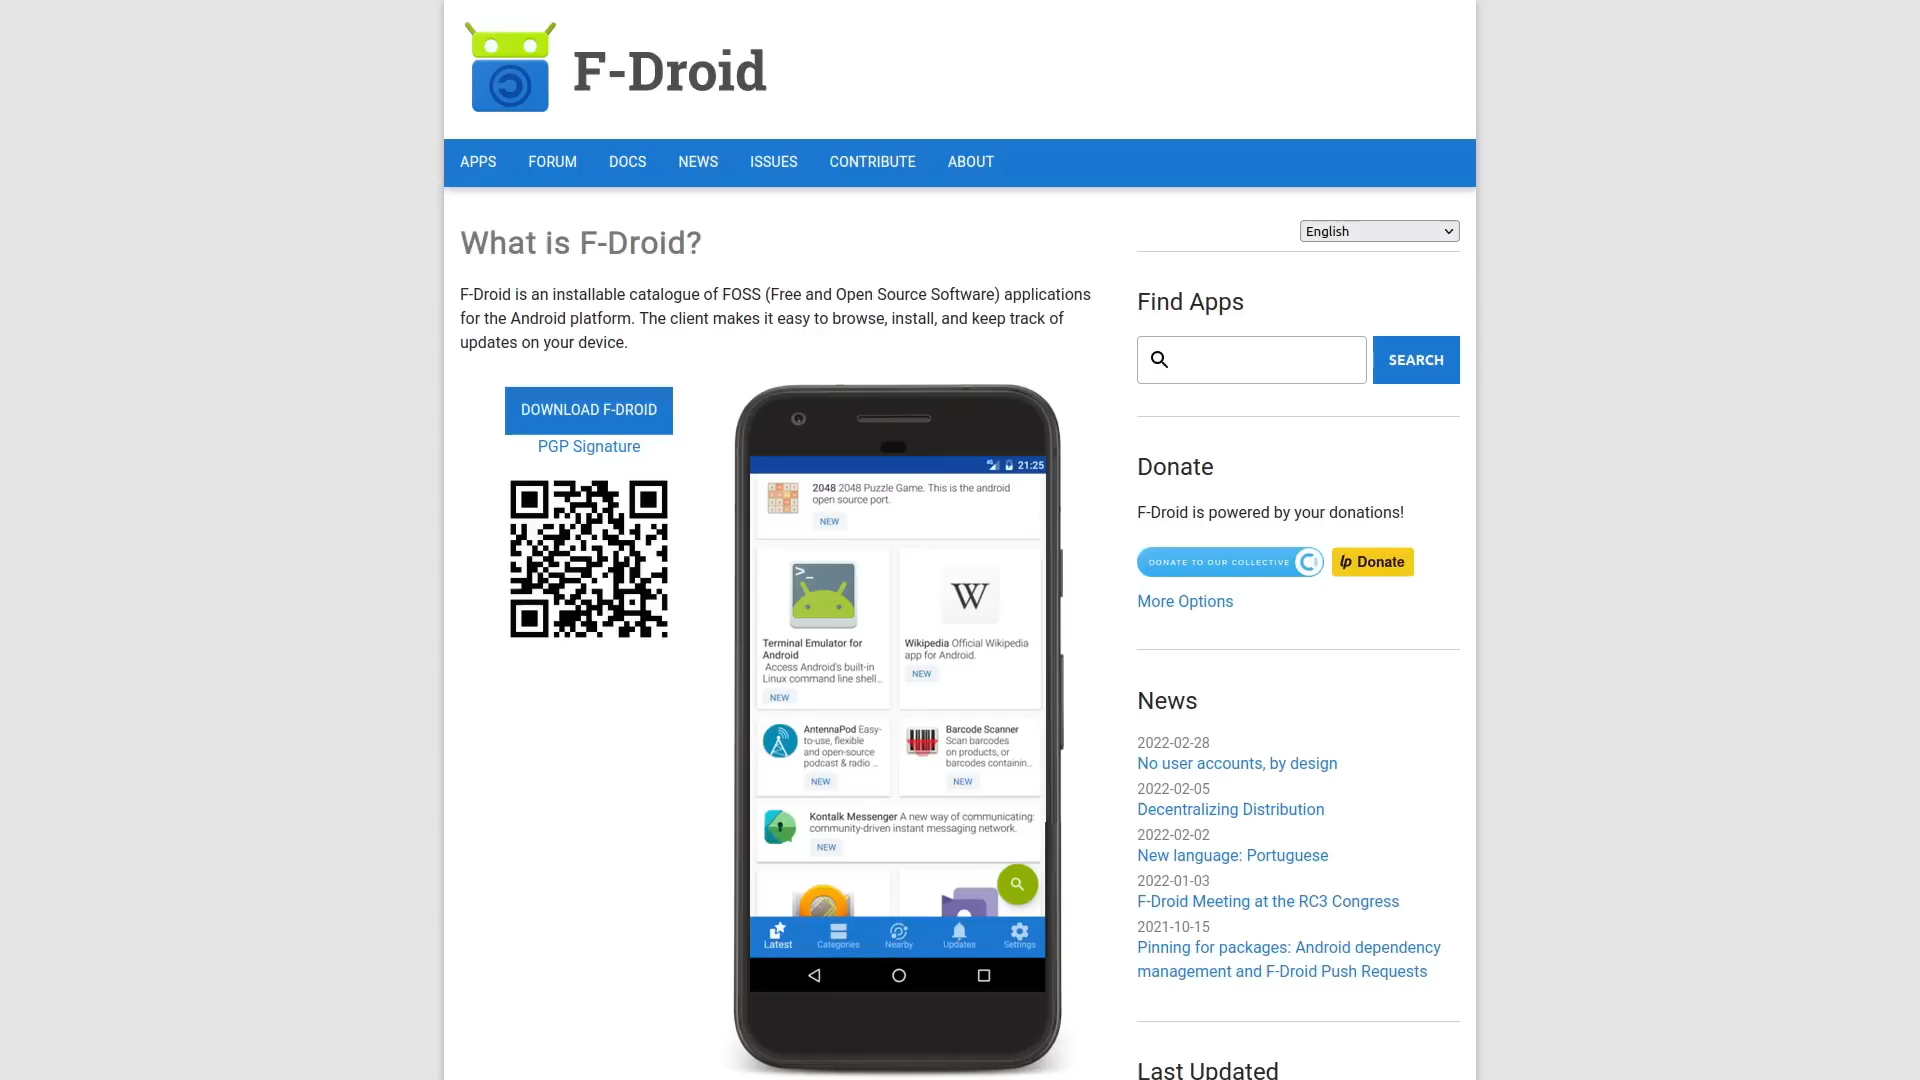 F-Droid
APPS
FORUM
DOCS
NEWS
ISSUES
CONTRIBUTE
ABOUT
What is F-Droid?
F-Droid is an installable catalogue of FOSS (Free and Open Source Software) applications
for the Android platform. The client makes it easy to browse, install, and keep track of
updates on your device.
DOWNLOAD F-DROID
PGP Signature
21:25
2048 2048 Puzzle Game. This is the android
open source port.
NEW
Terminal Emulator for
Android
Access Android's built-in
Linux command line shell...
NEW
Wikipedia Official Wikipedia
app for Android.
NEW
AntennaPod Easy-
to-use, flexible
and open-source
podcast & radio ...
NEW
Barcode Scanner
Scan barcodes
on products, or
barcodes containin...
NEW
Kontalk Messenger A new way of communicating:
community-driven instant messaging network.
NEW
Latest
Categories
Nearby
Updates
Settings
English
Find Apps
SEARCH
Donate
F-Droid is powered by your donations!
DONATE TO OUR COLLECTIVE
lp Donate
More Options
News
2022-02-28
No user accounts, by design
2022-02-05
Decentralizing Distribution
2022-02-02
New language: Portuguese
2022-01-03
F-Droid Meeting at the RC3 Congress
2021-10-15
Pinning for packages: Android dependency
management and F-Droid Push Requests
Last Updated